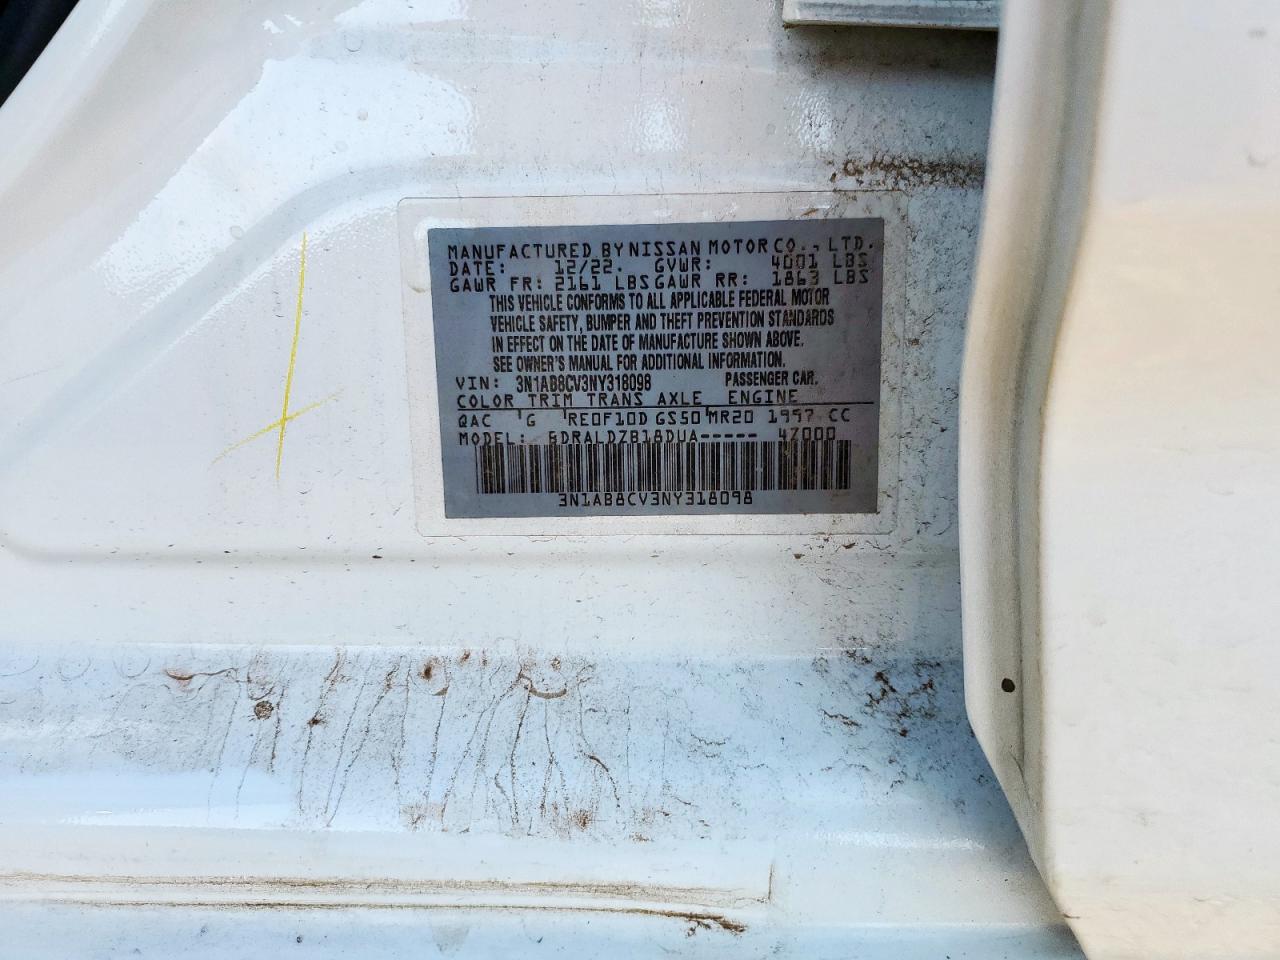 MANUFACTURED BY NISSAN MOTOR CO., LTD.
DATE: 12/22. GVWR: 4001 LBS
GAWR FR: 2161 LBS GAWR RR: 1863 LBS
THIS VEHICLE CONFORMS TO ALL APPLICABLE FEDERAL MOTOR
VEHICLE SAFETY, BUMPER AND THEFT PREVENTION STANDARDS
IN EFFECT ON THE DATE OF MANUFACTURE SHOWN ABOVE.
SEE OWNER'S MANUAL FOR ADDITIONAL INFORMATION.
VIN: 3N1AB8CV3NY318098 PASSENGER CAR.
COLOR TRIM TRANS AXLE ENGINE
QAC G RE0F10D GS50 MR20 1997 CC
MODEL: BDRALDZB18DUA----- 47000
3N1AB8CV3NY318098